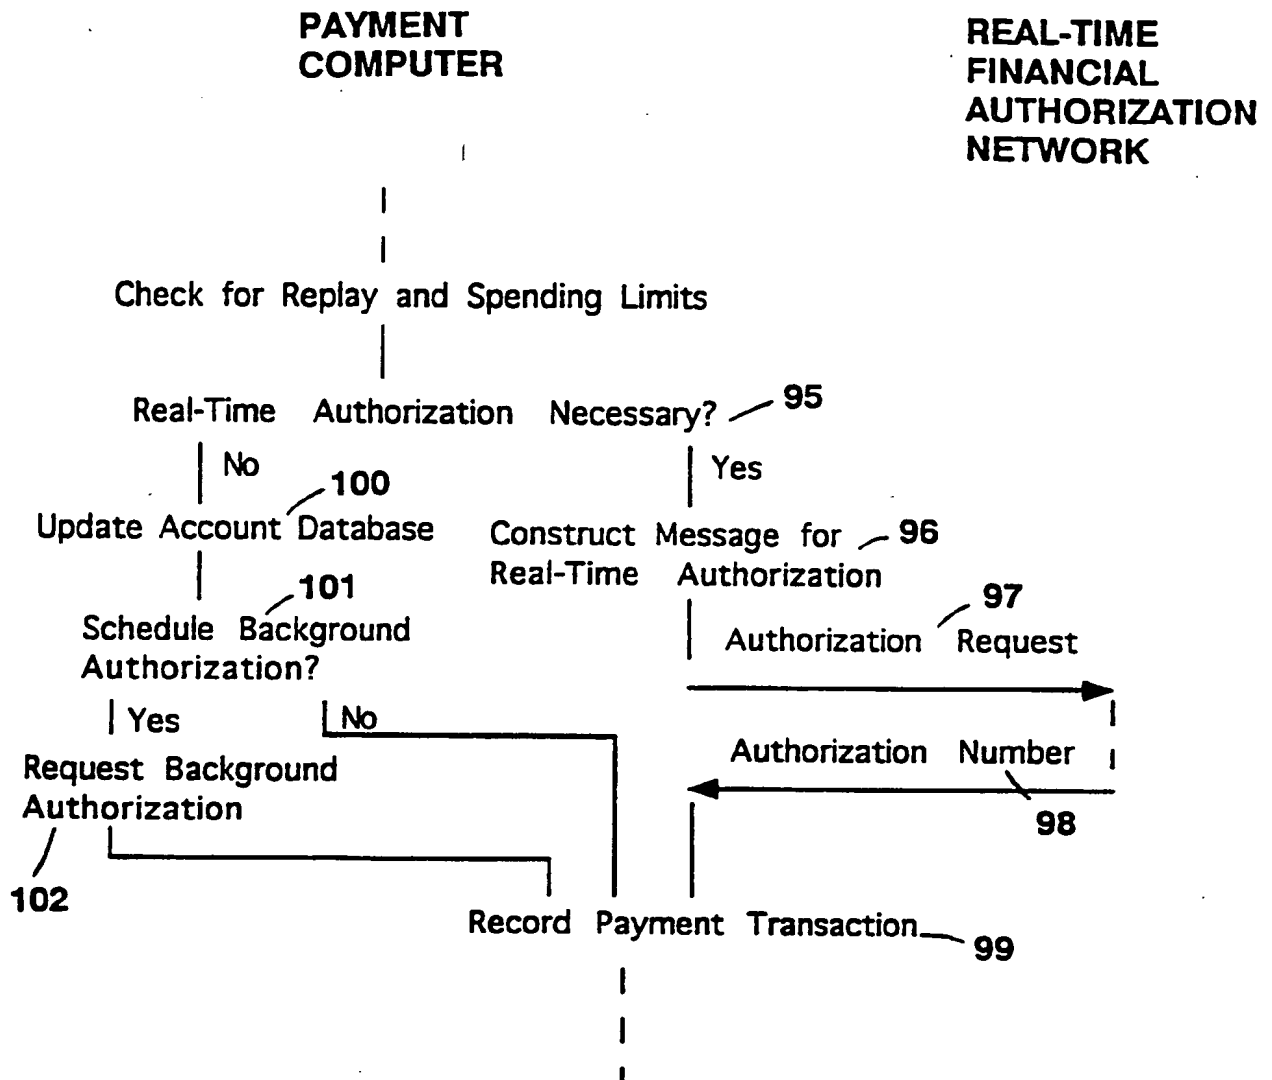 PAYMENT
COMPUTER
REAL-TIME
FINANCIAL
AUTHORIZATION
NETWORK
Check for Replay and Spending Limits
Real-Time Authorization Necessary? 95
No
Yes
100
Update Account Database
Construct Message for 96
Real-Time Authorization
101
Schedule Background
Authorization?
97
Authorization Request
Yes
No
Authorization Number
98
Request Background
Authorization
102
Record Payment Transaction
99